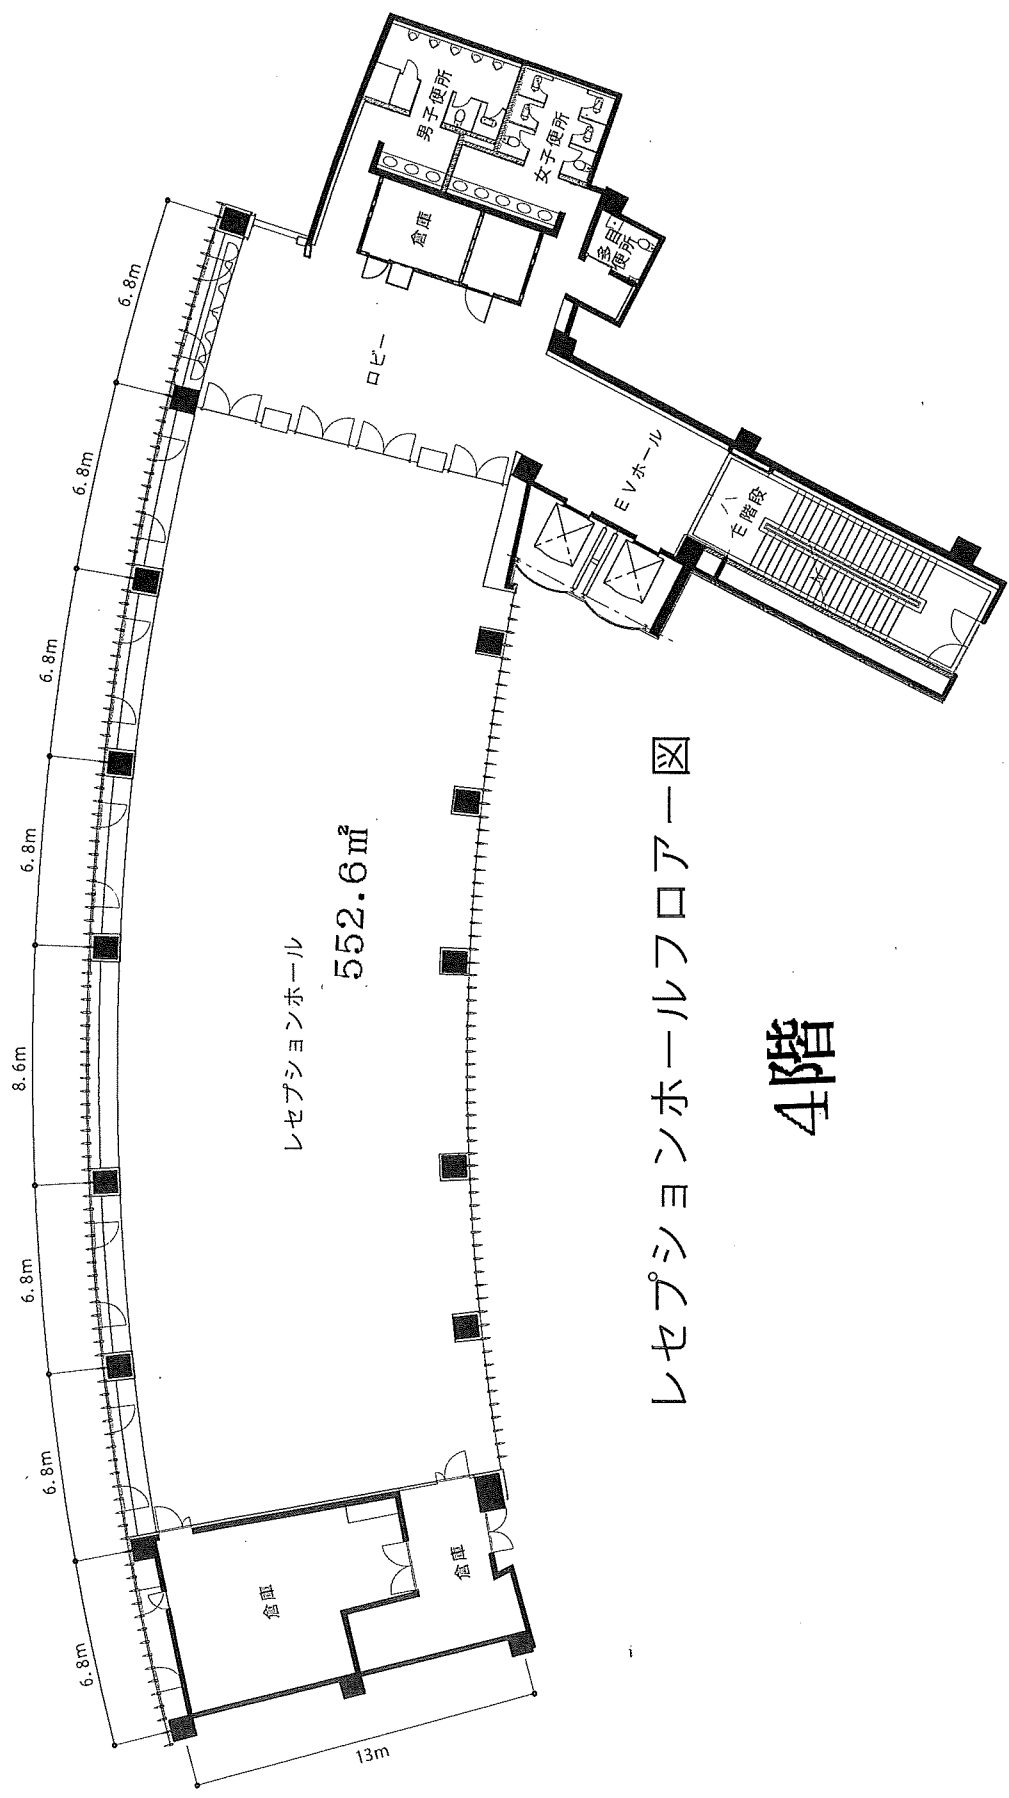 レセプションホールフロアー図
4階
レセプションホール
552.6㎡
ロビー
EVホール
階段
倉庫
男子便所
女子便所
多目
便所
倉庫
倉庫
6.8m
6.8m
6.8m
6.8m
8.6m
6.8m
6.8m
6.8m
13m